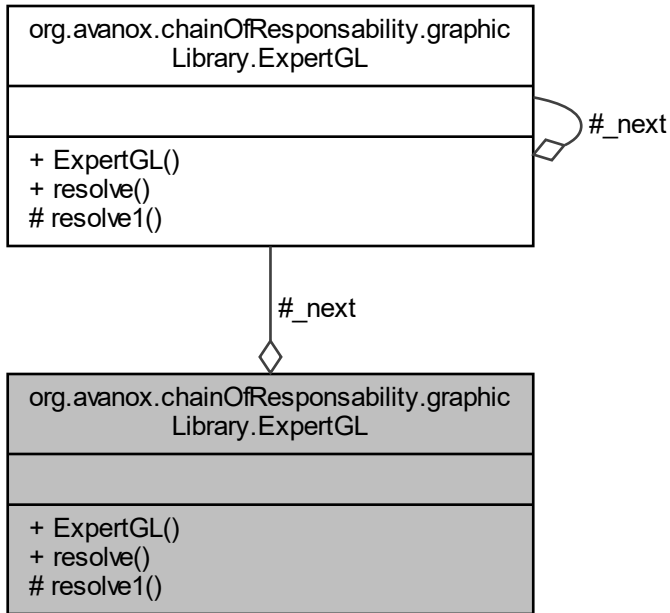 org.avanox.chainOfResponsability.graphic
Library.ExpertGL
#_next
+ ExpertGL()
+ resolve()
# resolve1()
#_next
org.avanox.chainOfResponsability.graphic
Library.ExpertGL
+ ExpertGL()
+ resolve()
# resolve1()